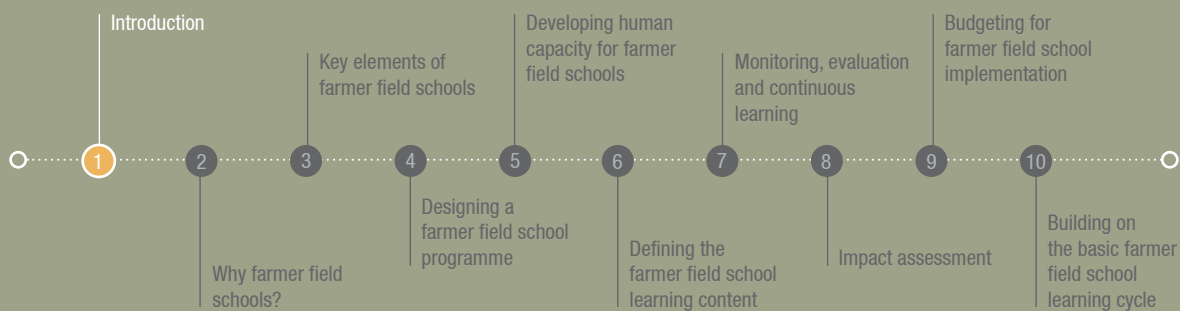 Introduction
Key elements of
farmer field schools
Developing human
capacity for farmer
field schools
Monitoring, evaluation
and continuous
learning
Budgeting for
farmer field school
implementation
1
2
3
4
5
6
7
8
9
10
Why farmer field
schools?
Designing a
farmer field school
programme
Defining the
farmer field school
learning content
Impact assessment
Building on
the basic farmer
field school
learning cycle